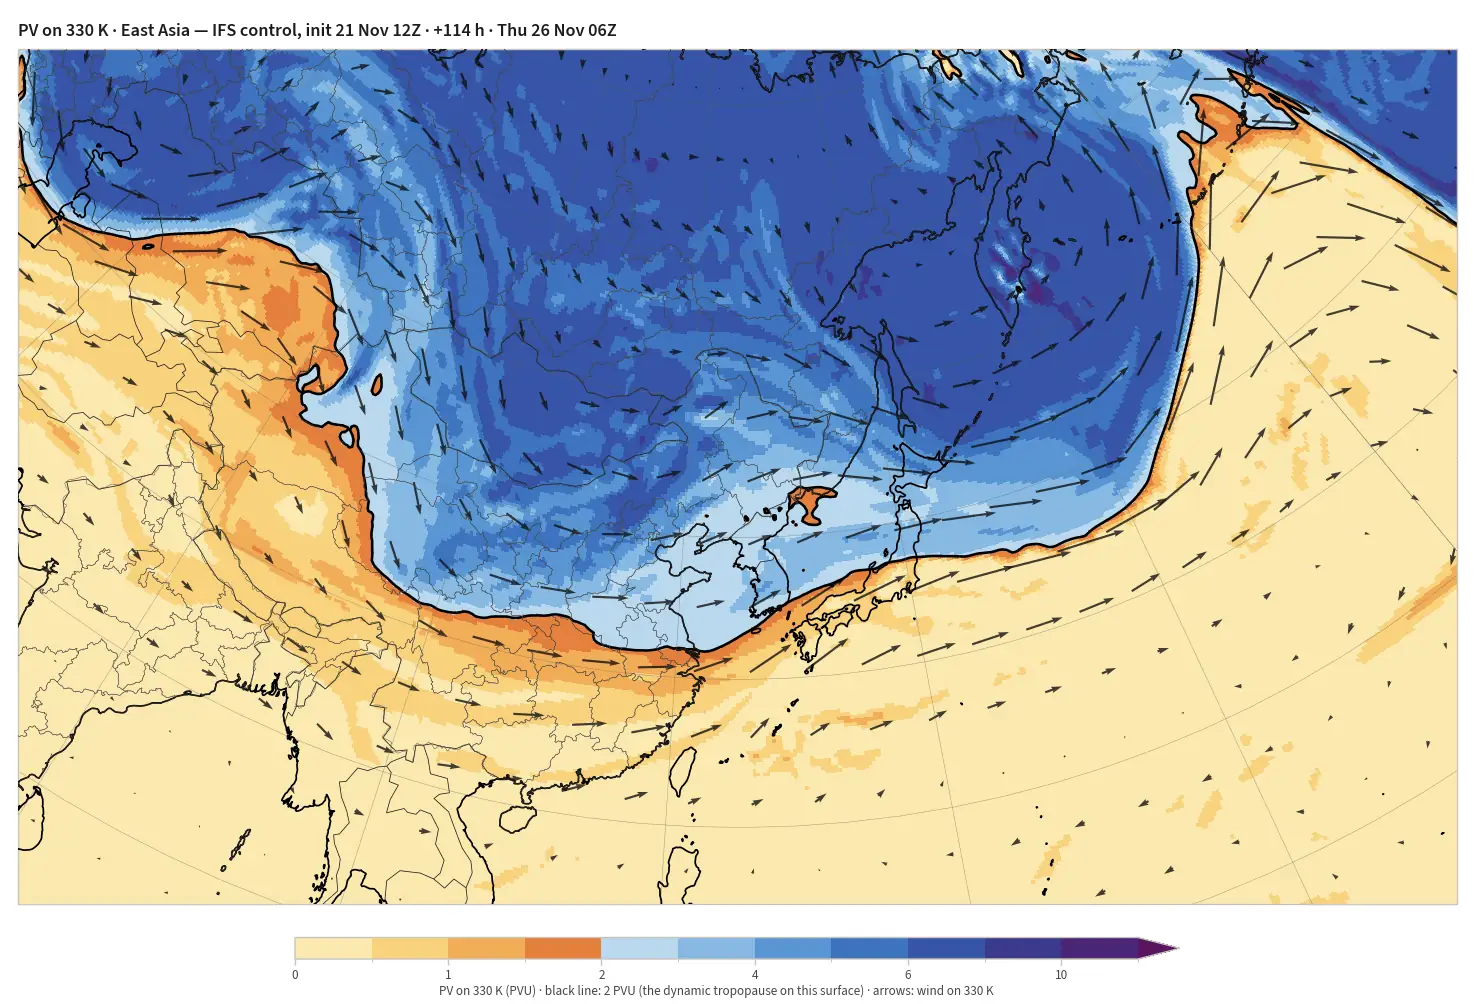 PV on 330 K · East Asia — IFS control, init 21 Nov 12Z · +114 h · Thu 26 Nov 06Z
0 1 2 4 6 10
PV on 330 K (PVU) · black line: 2 PVU (the dynamic tropopause on this surface) · arrows: wind on 330 K